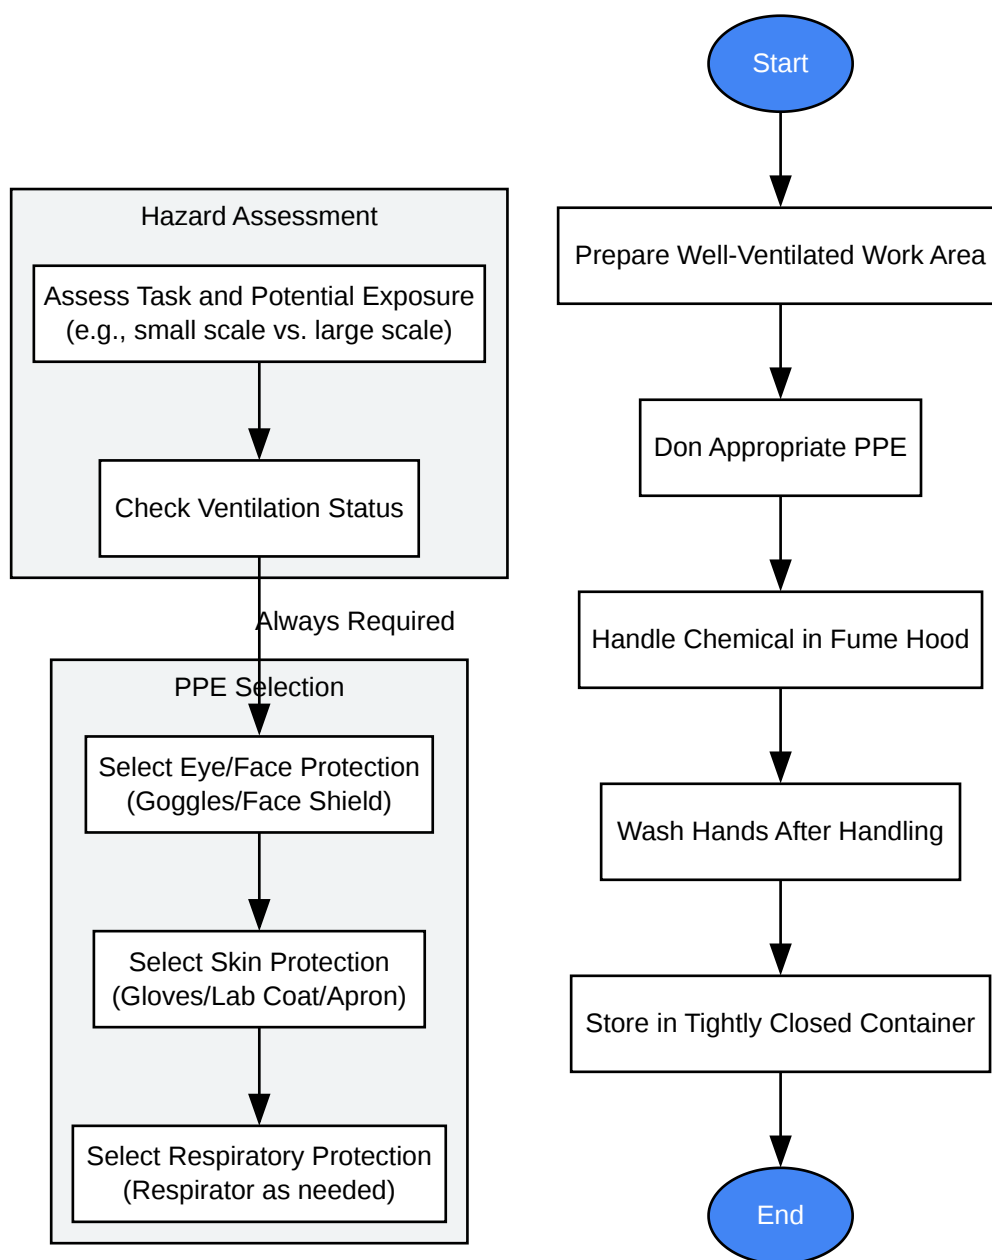 Hazard Assessment
Assess Task and Potential Exposure
(e.g., small scale vs. large scale)
Check Ventilation Status
Always Required
PPE Selection
Select Eye/Face Protection
(Goggles/Face Shield)
Select Skin Protection
(Gloves/Lab Coat/Apron)
Select Respiratory Protection
(Respirator as needed)
Start
Prepare Well-Ventilated Work Area
Don Appropriate PPE
Handle Chemical in Fume Hood
Wash Hands After Handling
Store in Tightly Closed Container
End